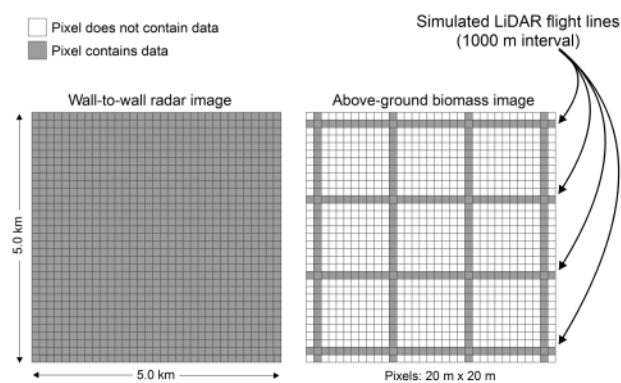 Pixel does not contain data
Pixel contains data
Simulated LiDAR flight lines
(1000 m interval)
Wall-to-wall radar image
Above-ground biomass image
5.0 km
5.0 km
Pixels: 20 m x 20 m